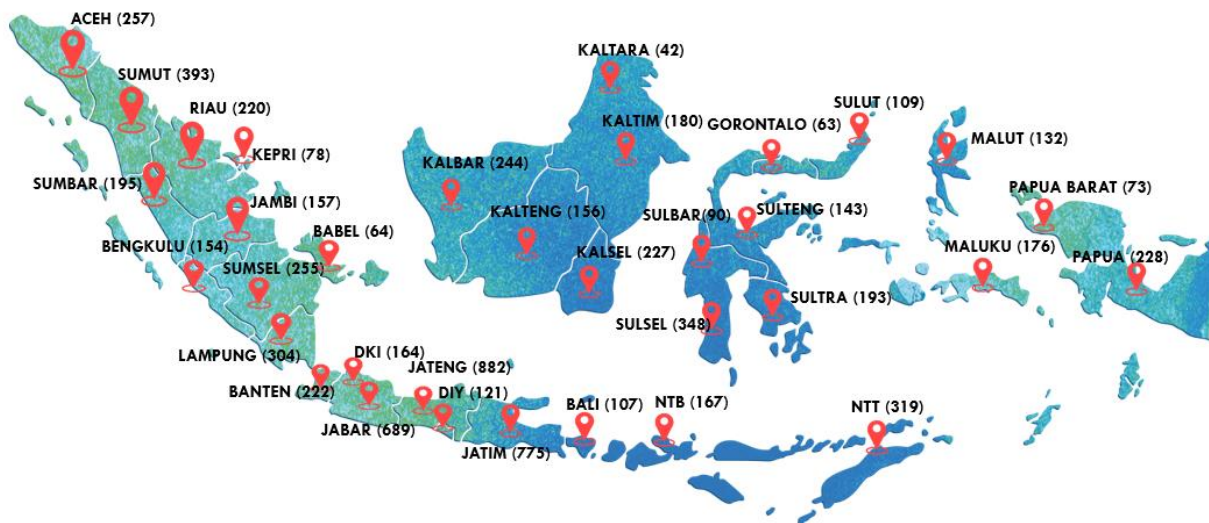 ACEH (257)
KALTARA (42)
SUMUT (393)
SULUT (109)
RIAU (220)
KALTIM (180)
GORONTALO (63)
MALUT (132)
KEPRI (78)
KALBAR (244)
SUMBAR (195)
PAPUA BARAT (73)
JAMBI (157)
KALTENG (156)
SULBAR(90)
SULTENG (143)
BENGKULU (154)
BABEL (64)
MALUKU (176)
SUMSEL (255)
KALSEL (227)
PAPUA (228)
SULTRA (193)
SULSEL (348)
LAMPUNG (304)
DKI (164)
JATENG (882)
BANTEN (222)
DIY (121)
BALI (107)
NTB (167)
NTT (319)
JABAR (689)
JATIM (775)